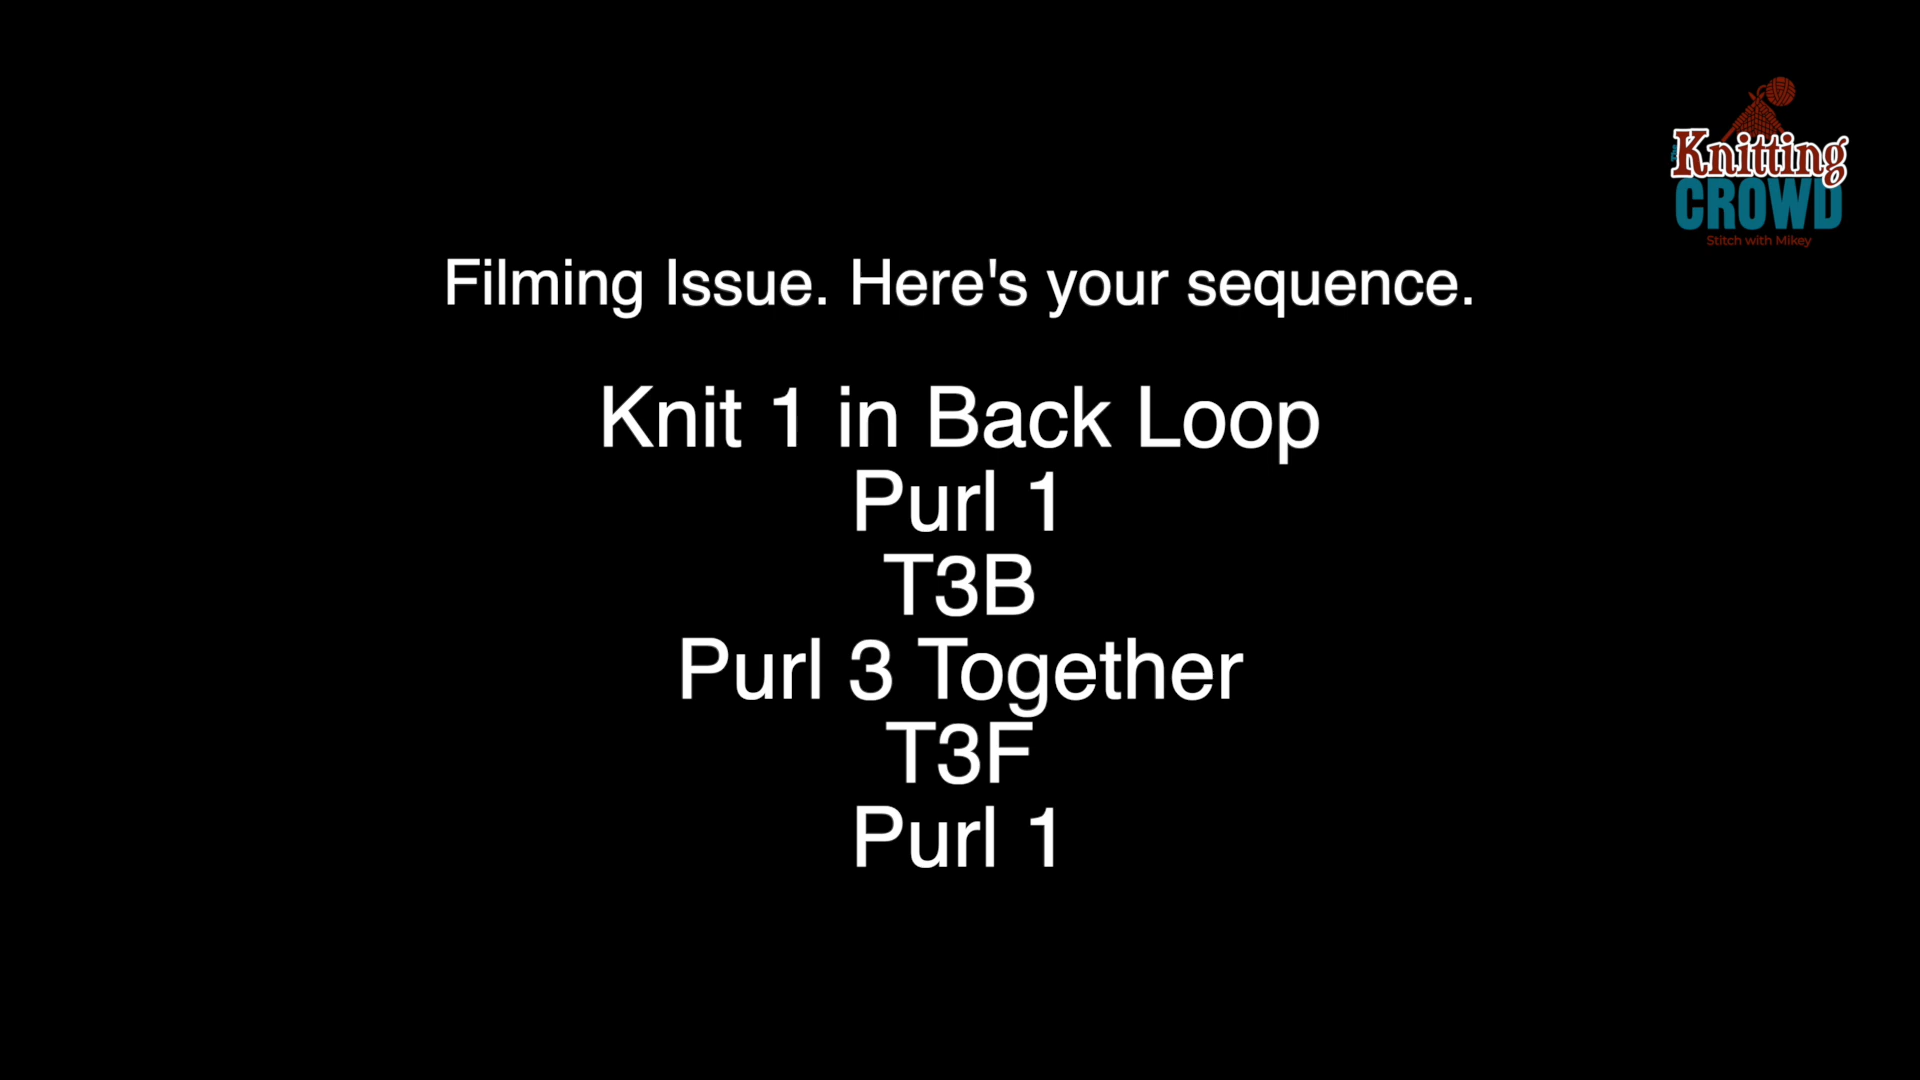 The Knitting
CROWD
Stitch with Mikey
Filming Issue. Here's your sequence.
Knit 1 in Back Loop
Purl 1
T3B
Purl 3 Together
T3F
Purl 1